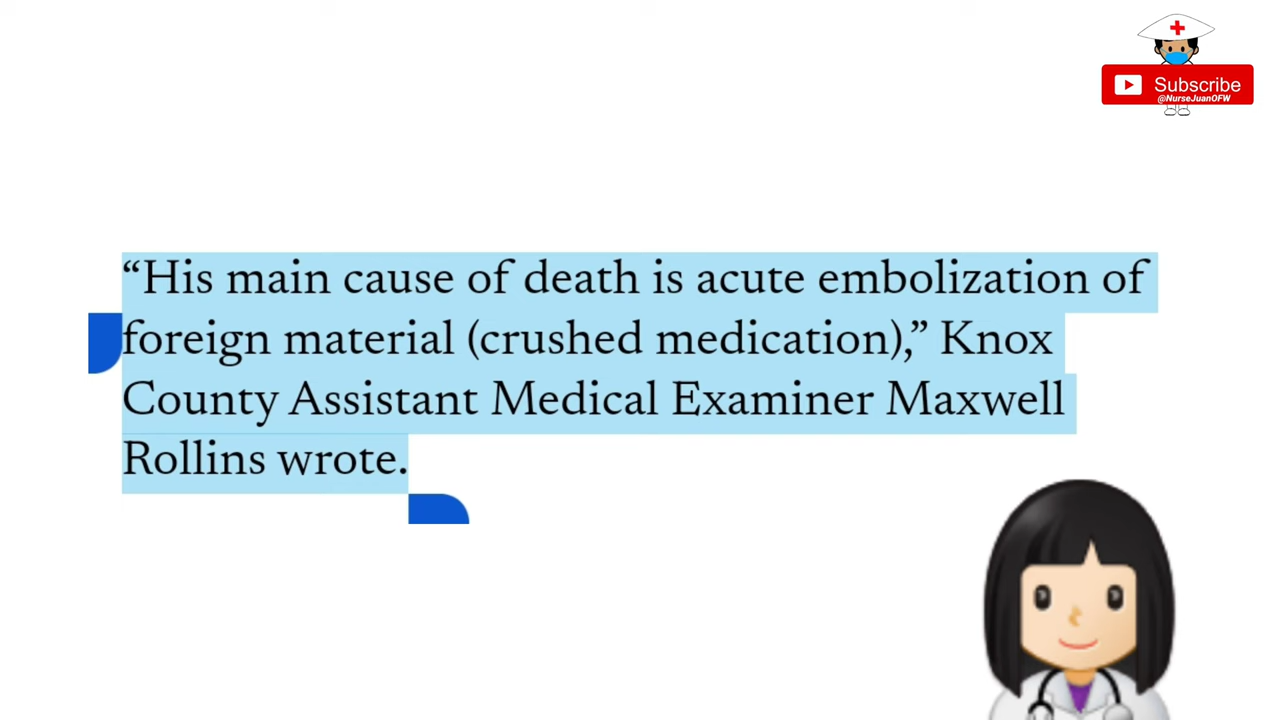 Subscribe
@NurseJuanOFW
“His main cause of death is acute embolization of
foreign material (crushed medication),” Knox
County Assistant Medical Examiner Maxwell
Rollins wrote.